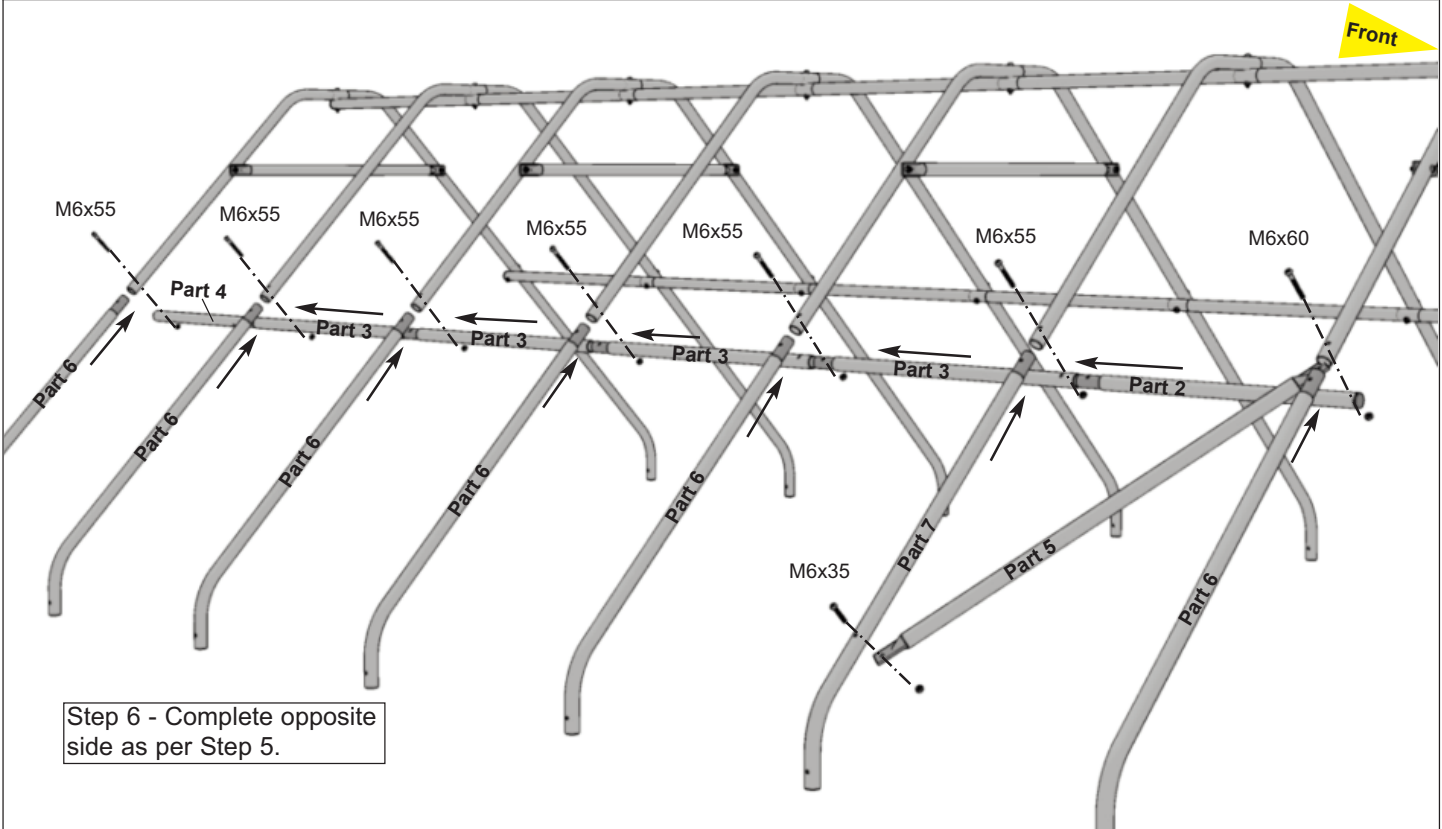 Front
M6x55
M6x55
M6x55
M6x55
M6x55
M6x55
M6x60
Part 4
Part 3
Part 3
Part 3
Part 3
Part 2
Part 6
Part 6
Part 6
Part 6
Part 6
Part 7
Part 5
Part 6
M6x35
Step 6 - Complete opposite
side as per Step 5.